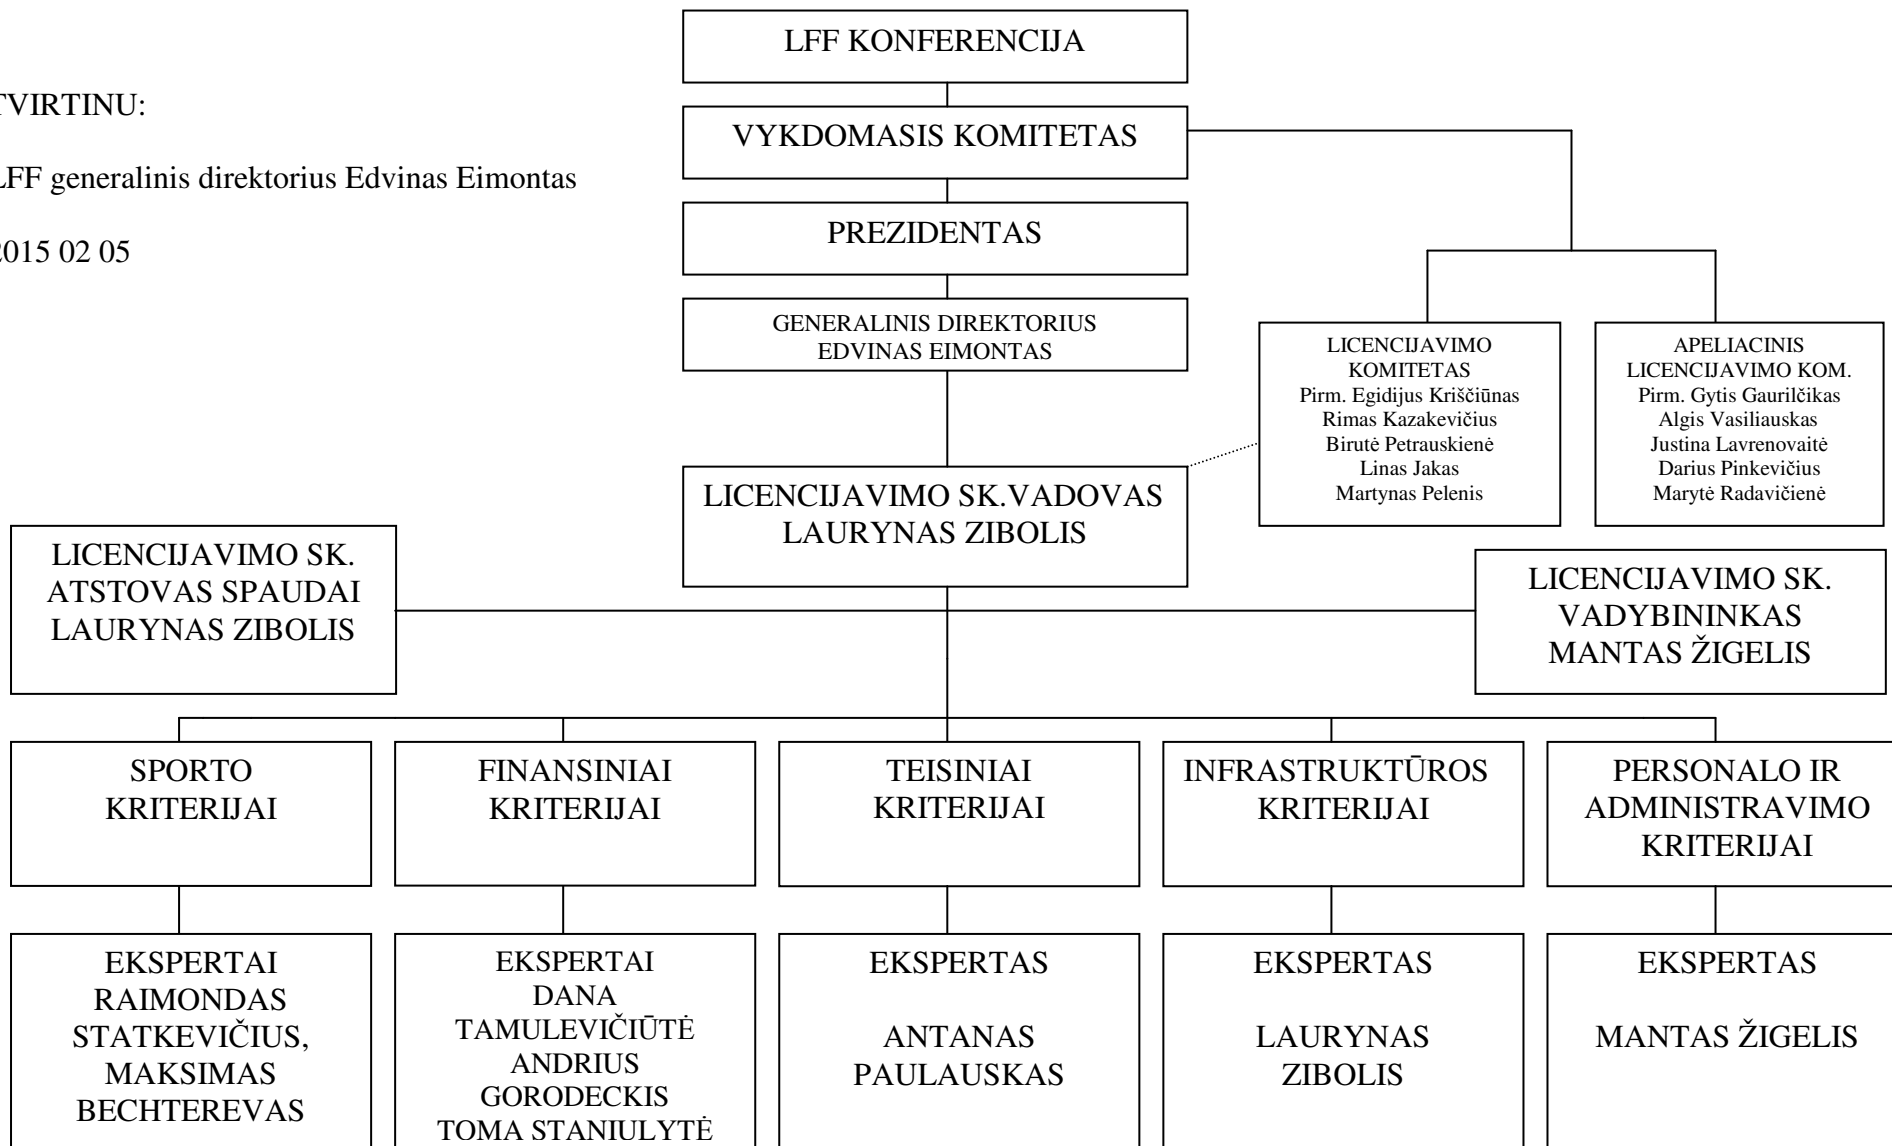 LFF KONFERENCIJA
TVIRTINU:
VYKDOMASIS KOMITETAS
LFF generalinis direktorius Edvinas Eimontas
PREZIDENTAS
2015 02 05
GENERALINIS DIREKTORIUS
EDVINAS EIMONTAS
LICENCIJAVIMO
KOMITETAS
Pirm. Egidijus Kriščiūnas
Rimas Kazakevičius
Birutė Petrauskienė
Linas Jakas
Martynas Pelenis
APELIACINIS
LICENCIJAVIMO KOM.
Pirm. Gytis Gaurilčikas
Algis Vasiliauskas
Justina Lavrenovaitė
Darius Pinkevičius
Marytė Radavičienė
LICENCIJAVIMO SK.VADOVAS
LAURYNAS ZIBOLIS
LICENCIJAVIMO SK.
ATSTOVAS SPAUDAI
LAURYNAS ZIBOLIS
LICENCIJAVIMO SK.
VADYBININKAS
MANTAS ŽIGELIS
SPORTO
KRITERIJAI
FINANSINIAI
KRITERIJAI
TEISINIAI
KRITERIJAI
INFRASTRUKTŪROS
KRITERIJAI
PERSONALO IR
ADMINISTRAVIMO
KRITERIJAI
EKSPERTAI
RAIMONDAS
STATKEVIČIUS,
MAKSIMAS
BECHTEREVAS
EKSPERTAI
DANA
TAMULEVIČIŪTĖ
ANDRIUS
GORODECKIS
TOMA STANIULYTĖ
EKSPERTAS
ANTANAS
PAULAUSKAS
EKSPERTAS
LAURYNAS
ZIBOLIS
EKSPERTAS
MANTAS ŽIGELIS